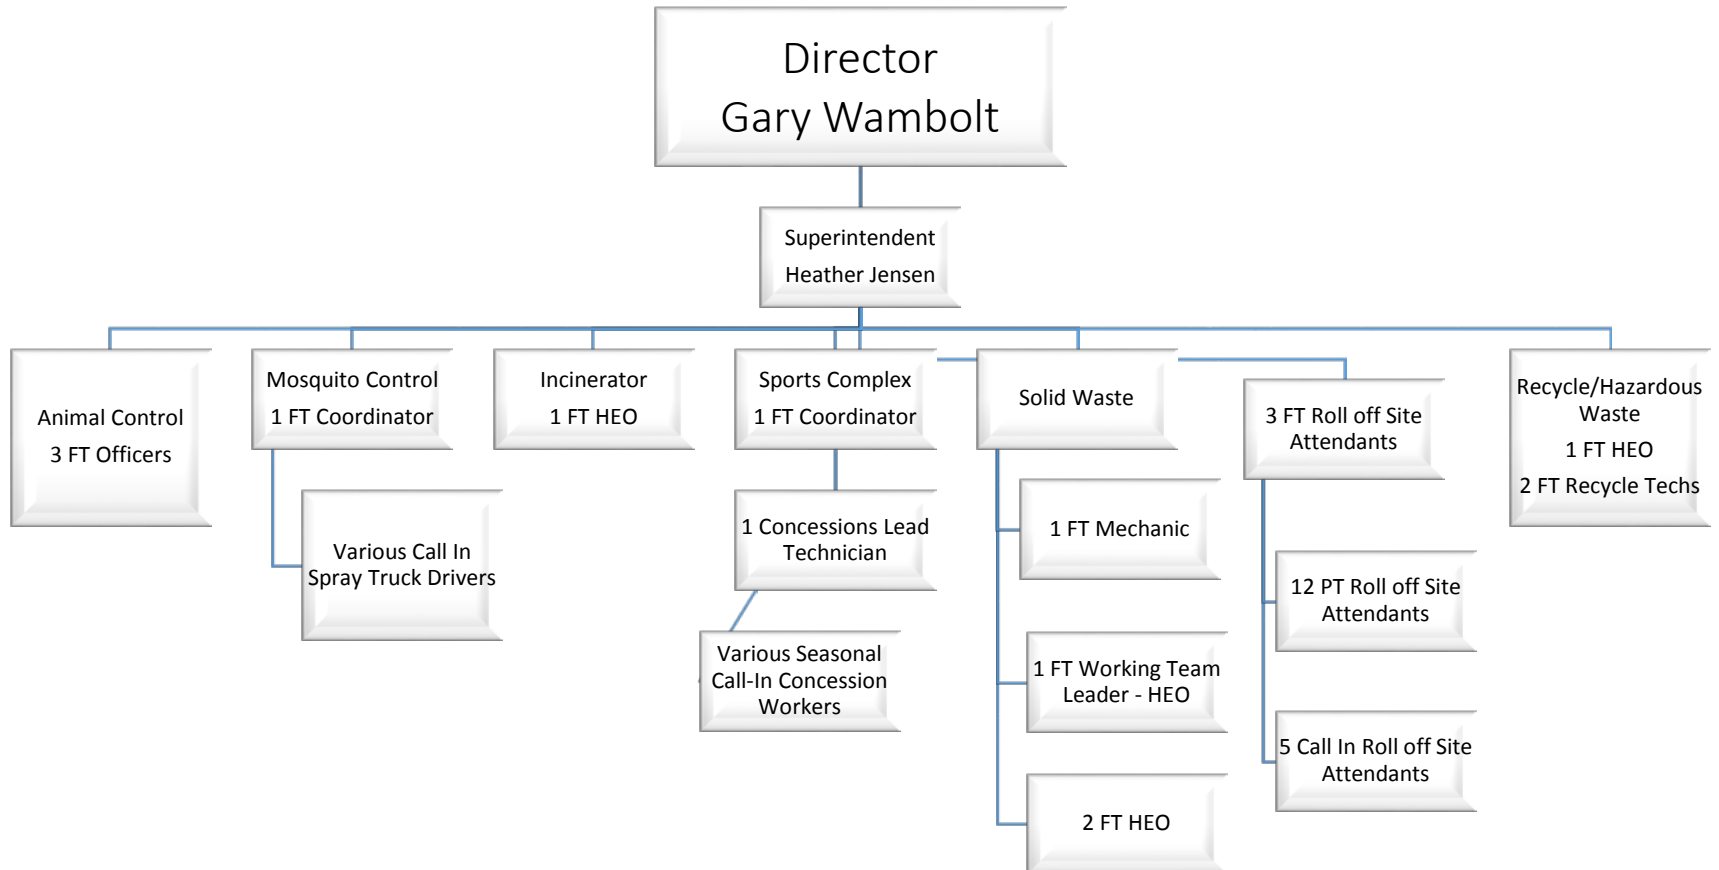 Director
Gary Wambolt
Superintendent
Heather Jensen
Animal Control
3 FT Officers
Mosquito Control
1 FT Coordinator
Various Call In
Spray Truck Drivers
Incinerator
1 FT HEO
Sports Complex
1 FT Coordinator
1 Concessions Lead
Technician
Various Seasonal
Call-In Concession
Workers
Solid Waste
1 FT Mechanic
1 FT Working Team
Leader - HEO
2 FT HEO
3 FT Roll off Site
Attendants
12 PT Roll off Site
Attendants
5 Call In Roll off Site
Attendants
Recycle/Hazardous
Waste
1 FT HEO
2 FT Recycle Techs